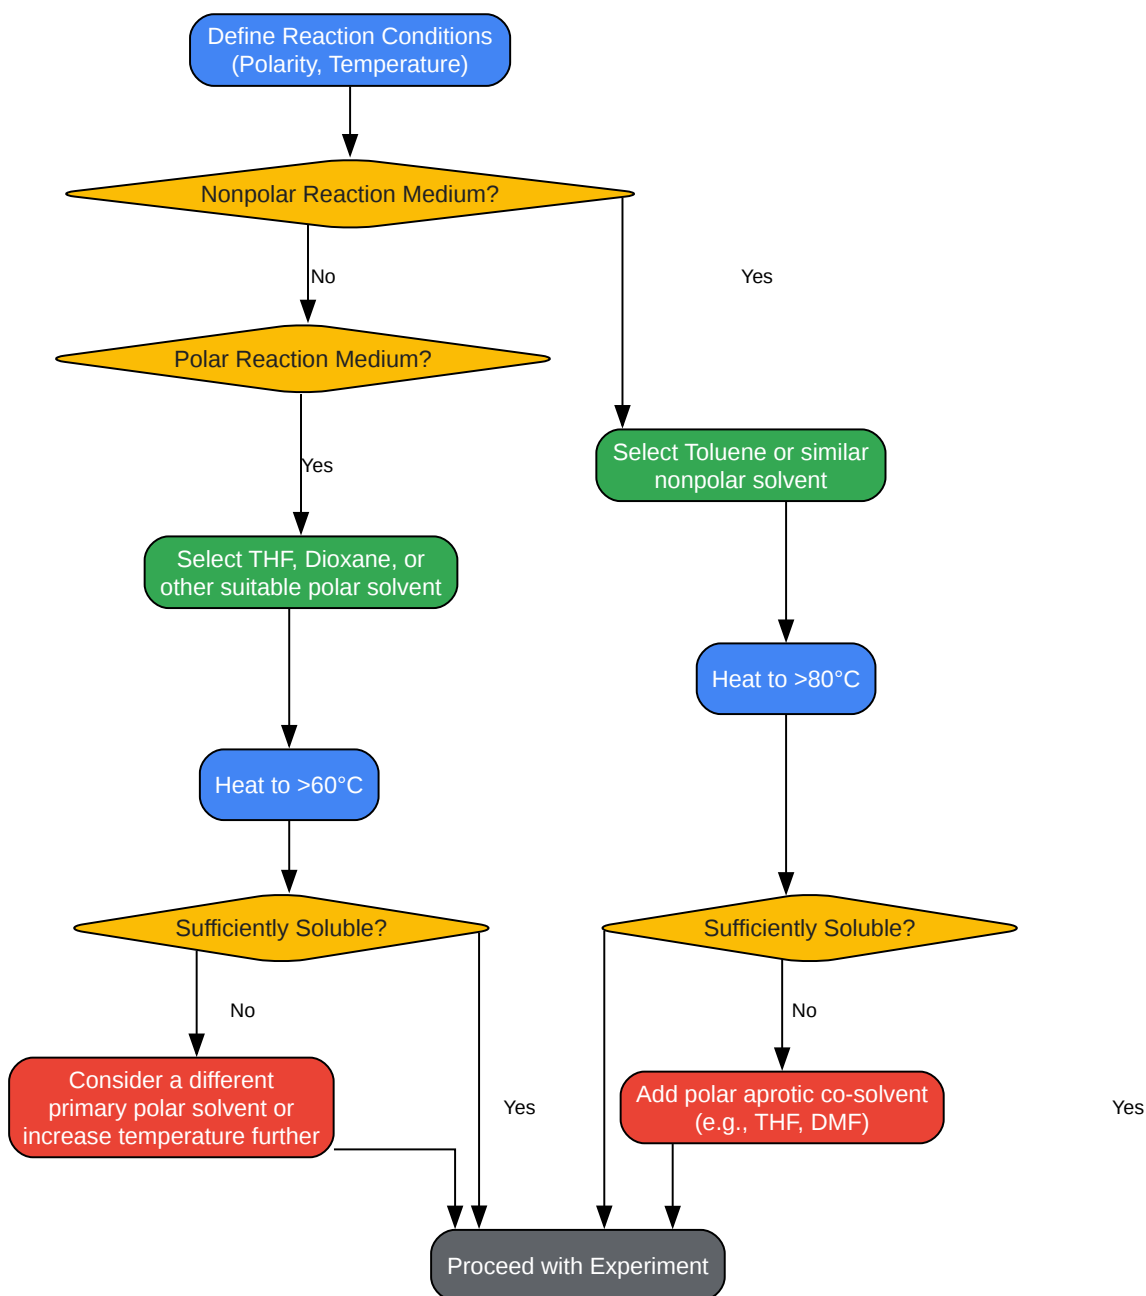 Define Reaction Conditions
(Polarity, Temperature)
Nonpolar Reaction Medium?
No
Yes
Polar Reaction Medium?
Yes
Select Toluene or similar
nonpolar solvent
Select THF, Dioxane, or
other suitable polar solvent
Heat to >80°C
Heat to >60°C
Sufficiently Soluble?
Sufficiently Soluble?
No
No
Consider a different
primary polar solvent or
increase temperature further
Yes
Add polar aprotic co-solvent
(e.g., THF, DMF)
Yes
Proceed with Experiment